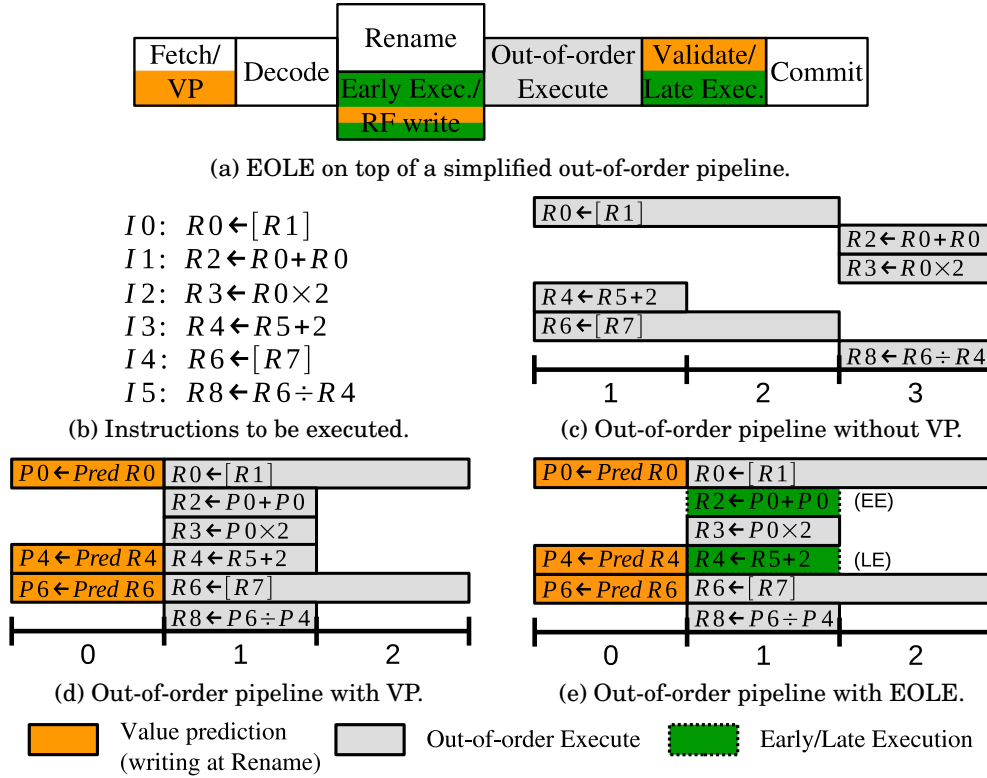 Fetch/
VP
Decode
Rename
Early Exec./
RF write
Out-of-order
Execute
Validate/
Late Exec.
Commit
(a) EOLE on top of a simplified out-of-order pipeline.
I0: R0←[R1]
I1: R2←R0+R0
I2: R3←R0×2
I3: R4←R5+2
I4: R6←[R7]
I5: R8←R6÷R4
(b) Instructions to be executed.
R0←[R1]
R2←R0+R0
R3←R0×2
R4←R5+2
R6←[R7]
R8←R6÷R4
1 2 3
(c) Out-of-order pipeline without VP.
P0←Pred R0 R0←[R1]
R2←P0+P0
R3←P0×2
P4←Pred R4 R4←R5+2
P6←Pred R6 R6←[R7]
R8←P6÷P4
0 1 2
(d) Out-of-order pipeline with VP.
P0←Pred R0 R0←[R1]
R2←P0+P0 (EE)
R3←P0×2
P4←Pred R4 R4←R5+2 (LE)
P6←Pred R6 R6←[R7]
R8←P6÷P4
0 1 2
(e) Out-of-order pipeline with EOLE.
Value prediction
(writing at Rename)
Out-of-order Execute
Early/Late Execution